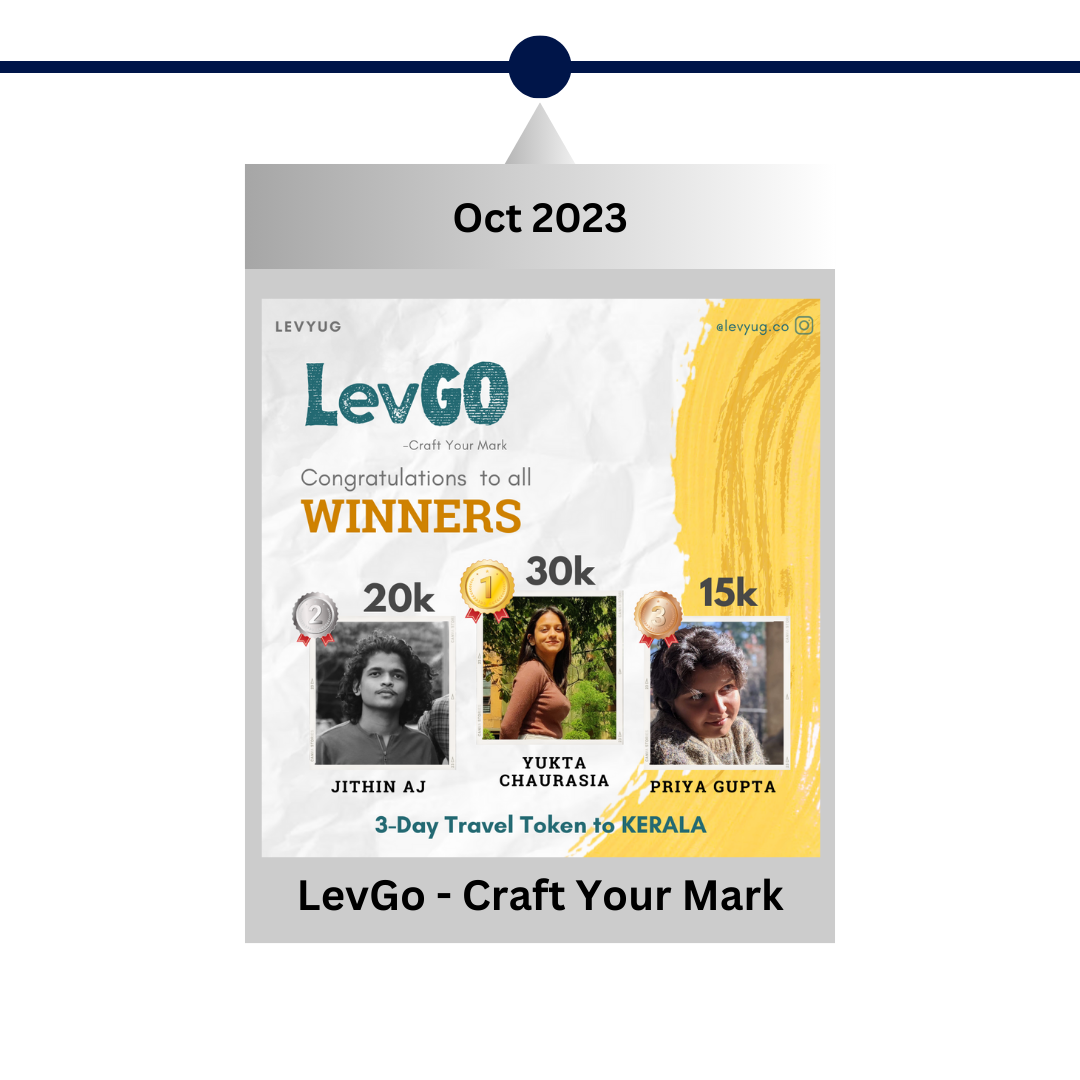 Oct 2023
LEVYUG
@levyug.co
LevGO
-Craft Your Mark
Congratulations to all
WINNERS
2
20k
1
30k
3
15k
JITHIN AJ
YUKTA
CHAURASIA
PRIYA GUPTA
3-Day Travel Token to KERALA
LevGo - Craft Your Mark